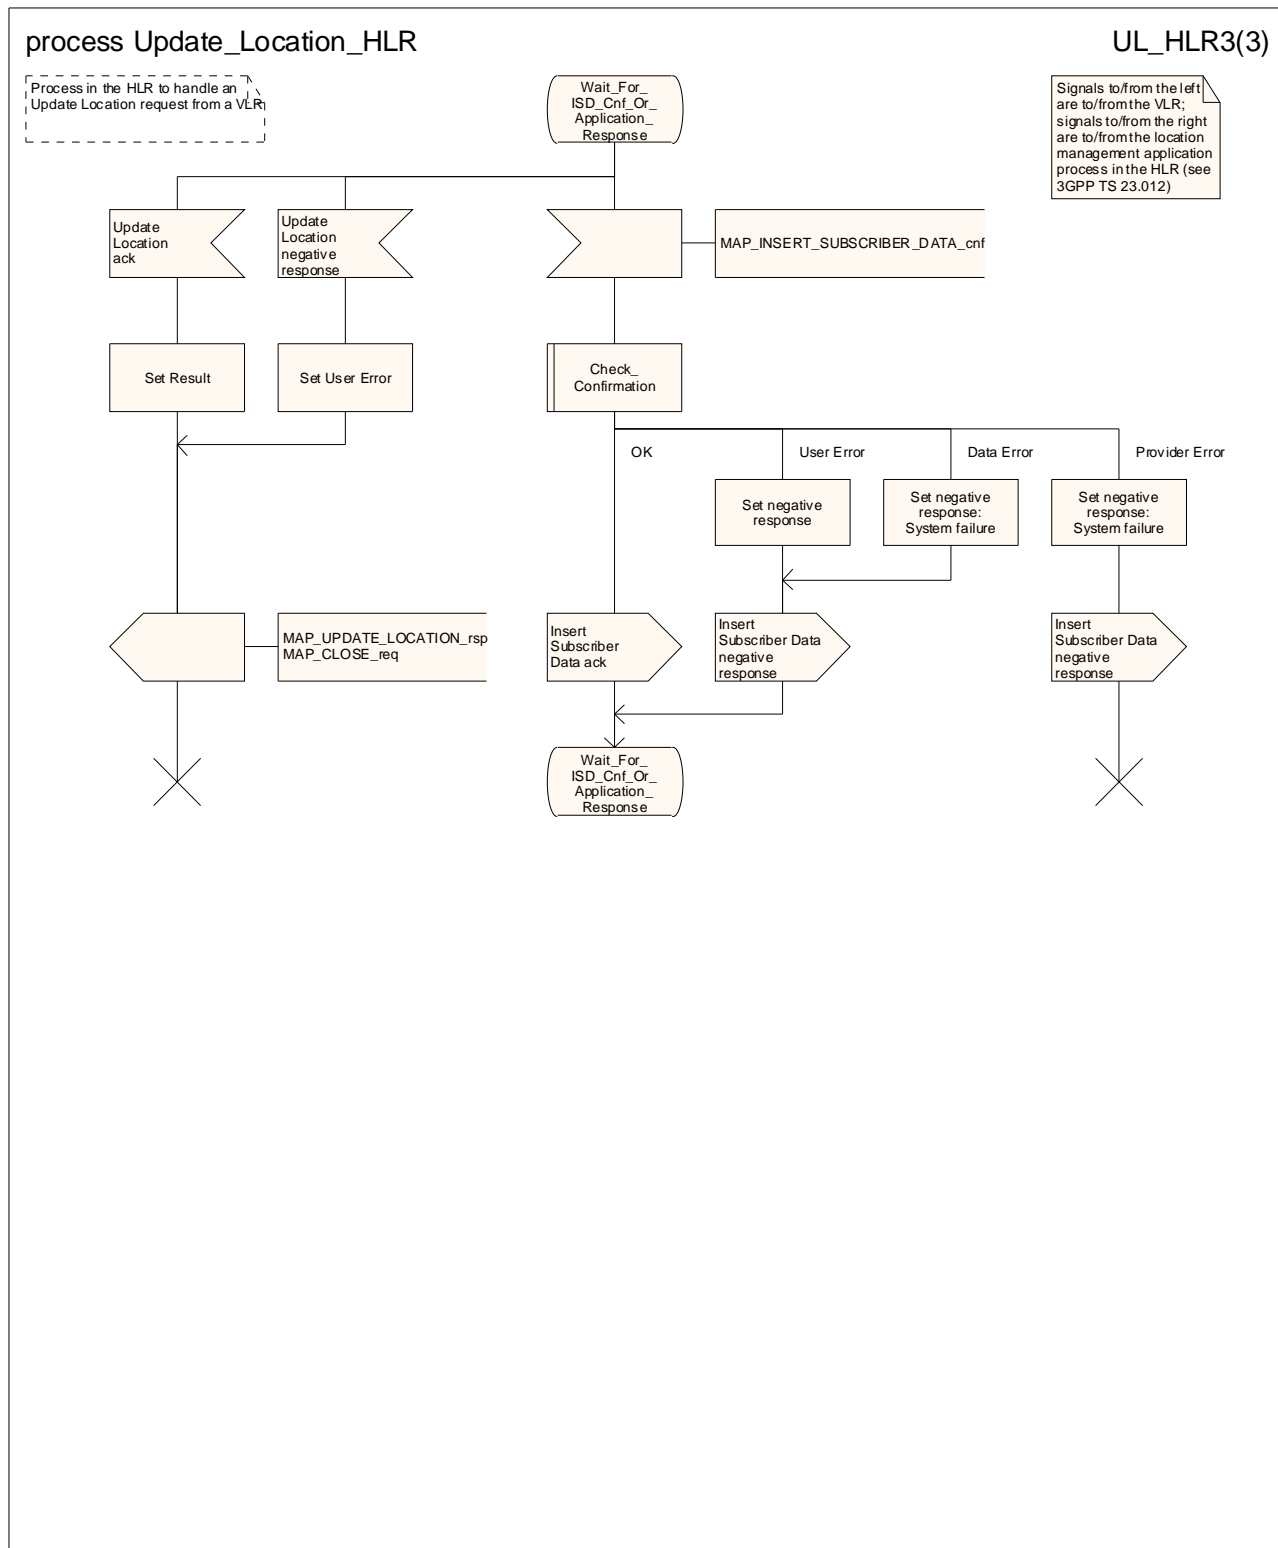 process Update_Location_HLR
UL_HLR3(3)
Process in the HLR to handle an
Update Location request from a VLR
Wait_For_
ISD_Cnf_Or_
Application_
Response
Signals to/from the left
are to/from the VLR;
signals to/from the right
are to/from the location
management application
process in the HLR (see
3GPP TS 23.012)
Update
Location
ack
Update
Location
negative
response
MAP_INSERT_SUBSCRIBER_DATA_cnf
Set Result
Set User Error
Check_
Confirmation
OK
User Error
Data Error
Provider Error
Set negative
response
Set negative
response:
System failure
Set negative
response:
System failure
MAP_UPDATE_LOCATION_rsp
MAP_CLOSE_req
Insert
Subscriber
Data ack
Insert
Subscriber Data
negative
response
Insert
Subscriber Data
negative
response
Wait_For_
ISD_Cnf_Or_
Application_
Response